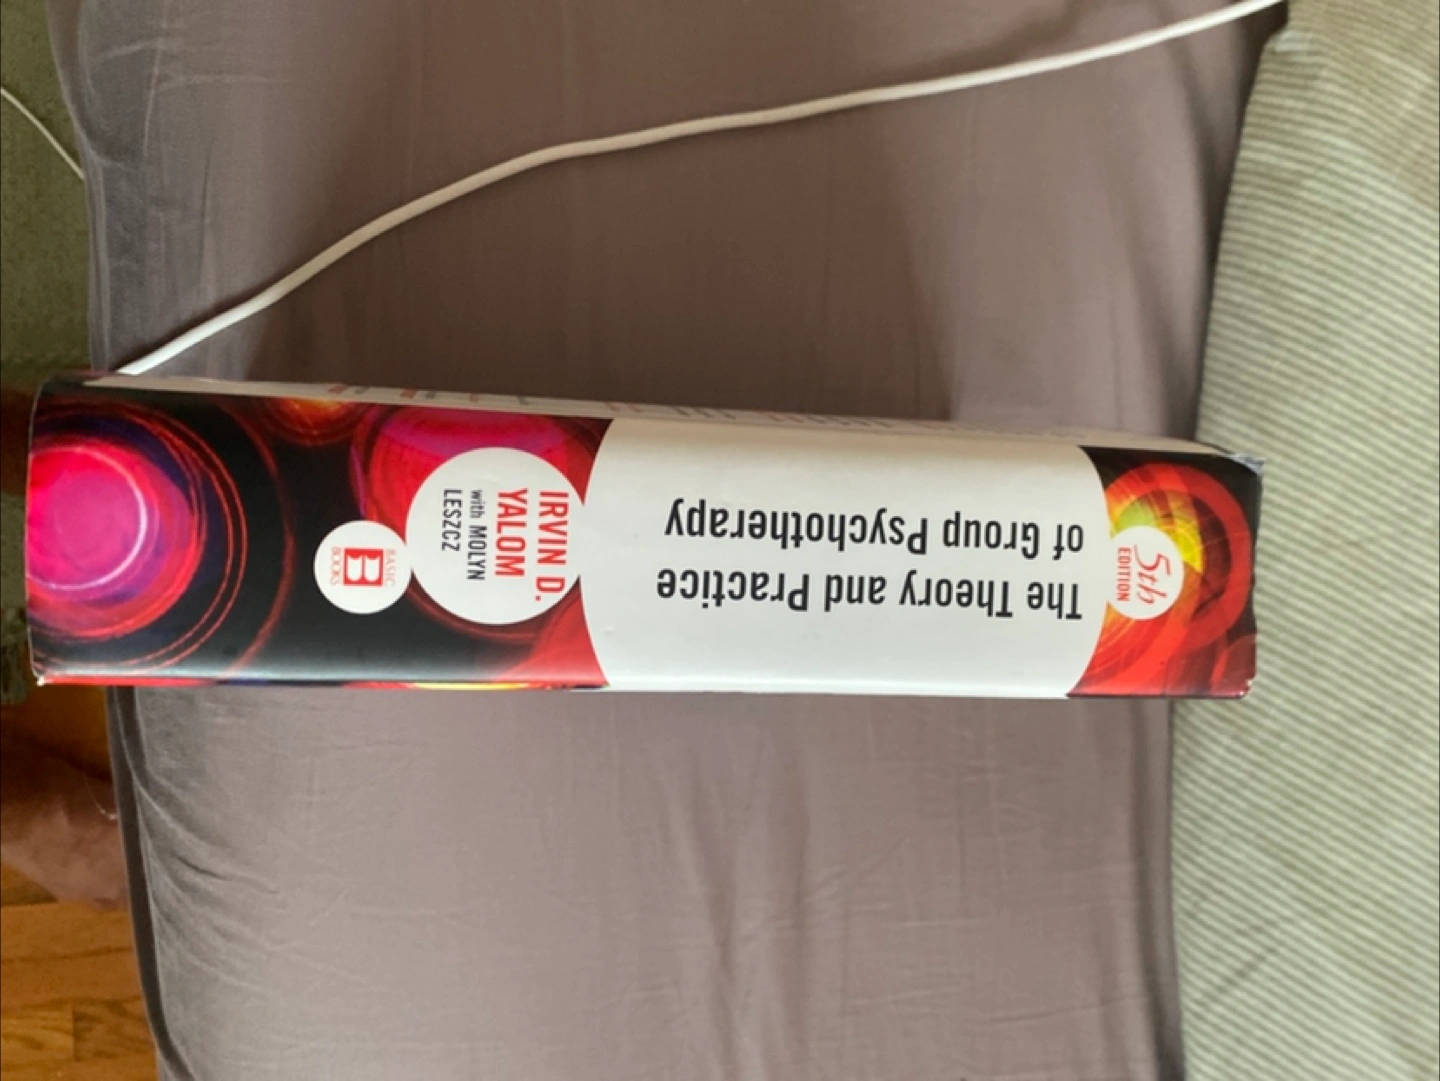 5th
EDITION
The Theory and Practice
of Group Psychotherapy
IRVIN D.
YALOM
with MOLYN
LESZCZ
B
BASIC
BOOKS